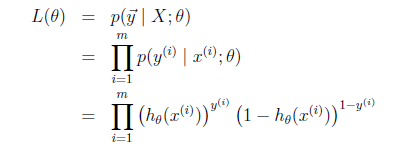 L(θ) = p(y⃗ | X; θ)
= ∏_{i=1}^{m} p(y^{(i)} | x^{(i)}; θ)
= ∏_{i=1}^{m} (h_θ(x^{(i)}))^{y^{(i)}} (1 − h_θ(x^{(i)}))^{1−y^{(i)}}